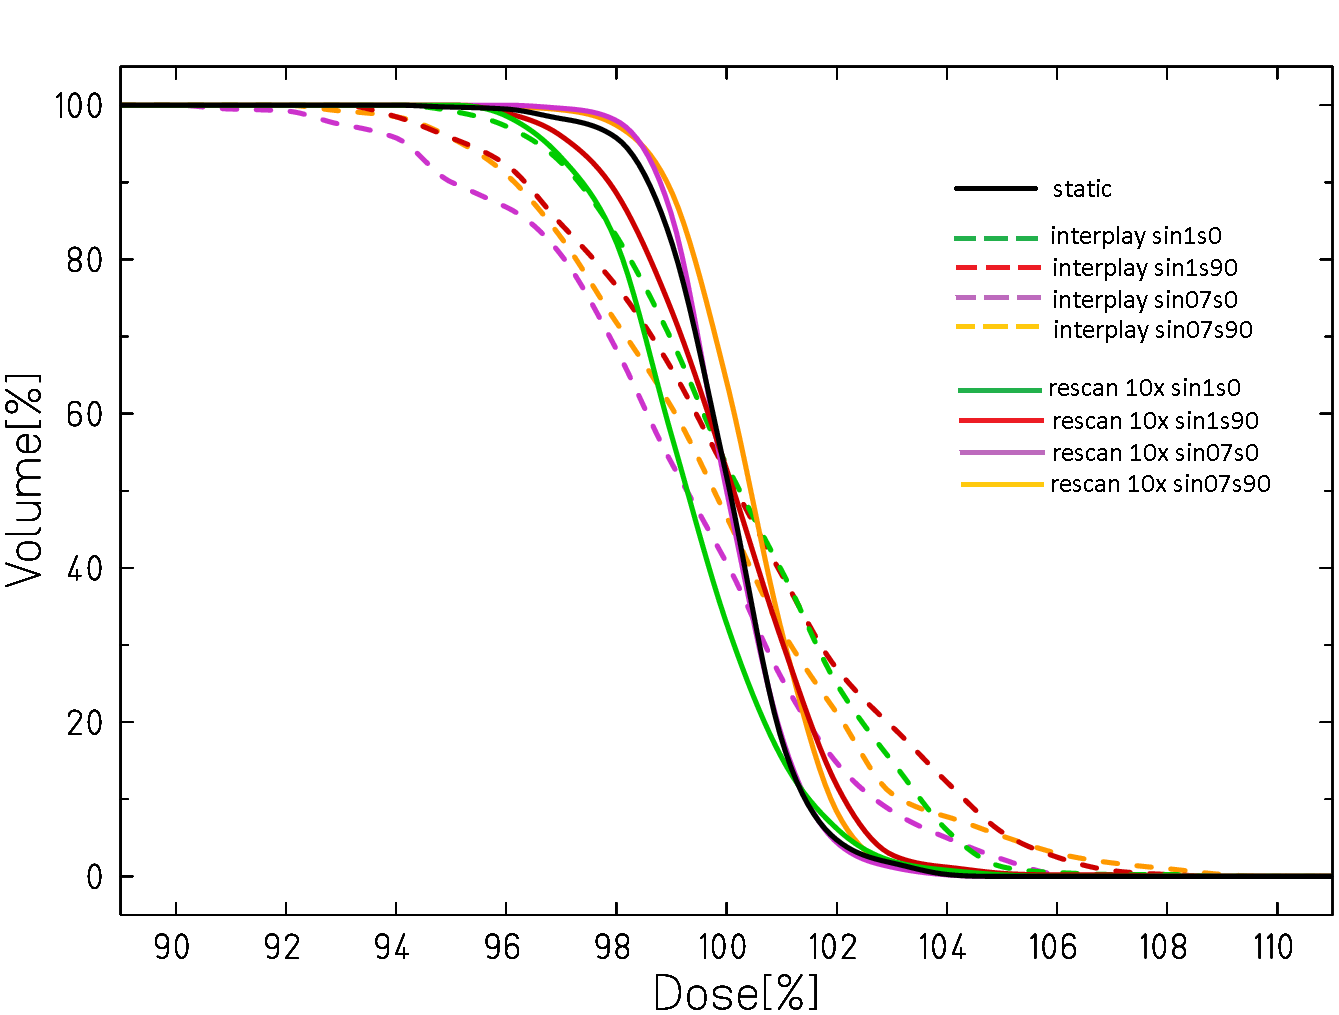 100
80
60
40
20
0
Volume[%]
static
interplay sin1s0
interplay sin1s90
interplay sin07s0
interplay sin07s90
rescan 10x sin1s0
rescan 10x sin1s90
rescan 10x sin07s0
rescan 10x sin07s90
90 92 94 96 98 100 102 104 106 108 110
Dose[%]